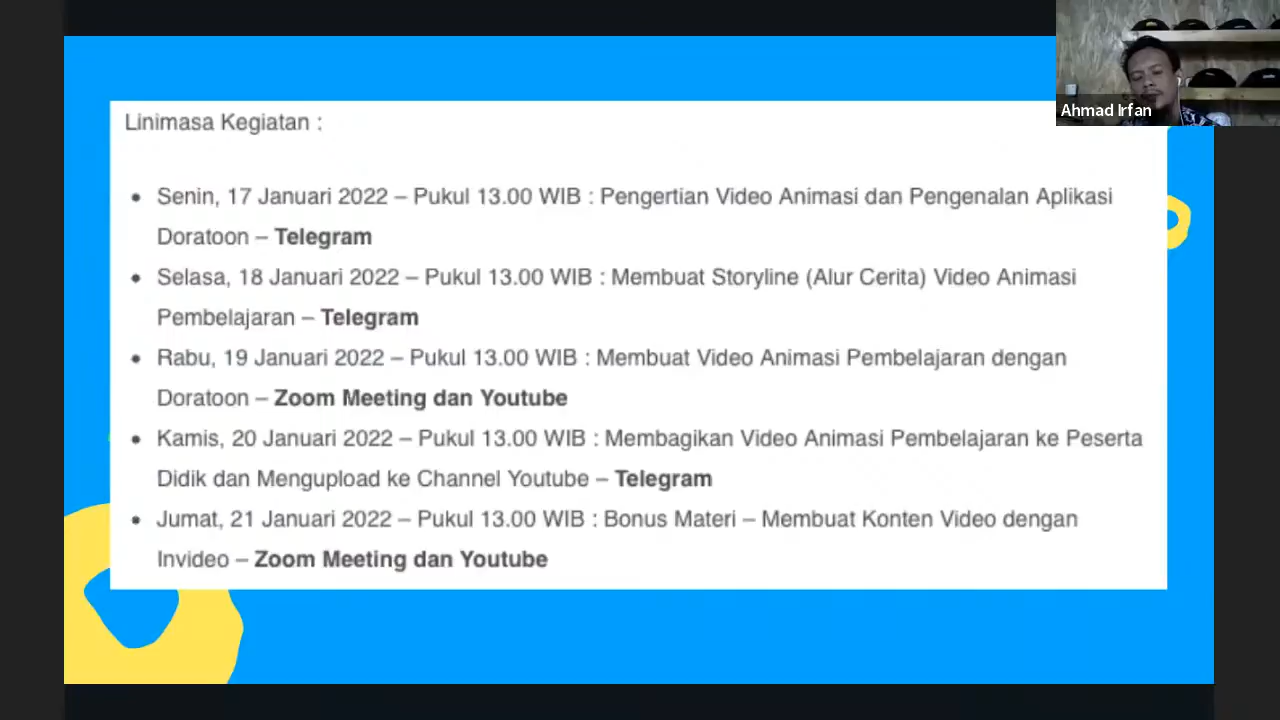 Ahmad Irfan
Linimasa Kegiatan :
• Senin, 17 Januari 2022 – Pukul 13.00 WIB : Pengertian Video Animasi dan Pengenalan Aplikasi
Doratoon – Telegram
• Selasa, 18 Januari 2022 – Pukul 13.00 WIB : Membuat Storyline (Alur Cerita) Video Animasi
Pembelajaran – Telegram
• Rabu, 19 Januari 2022 – Pukul 13.00 WIB : Membuat Video Animasi Pembelajaran dengan
Doratoon – Zoom Meeting dan Youtube
• Kamis, 20 Januari 2022 – Pukul 13.00 WIB : Membagikan Video Animasi Pembelajaran ke Peserta
Didik dan Mengupload ke Channel Youtube – Telegram
• Jumat, 21 Januari 2022 – Pukul 13.00 WIB : Bonus Materi – Membuat Konten Video dengan
Invideo – Zoom Meeting dan Youtube